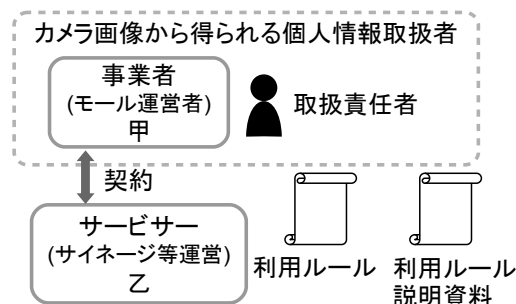 カメラ画像から得られる個人情報取扱者
事業者
(モール運営者)
甲
取扱責任者
契約
サービサー
(サイネージ等運営)
乙
利用ルール
利用ルール
説明資料